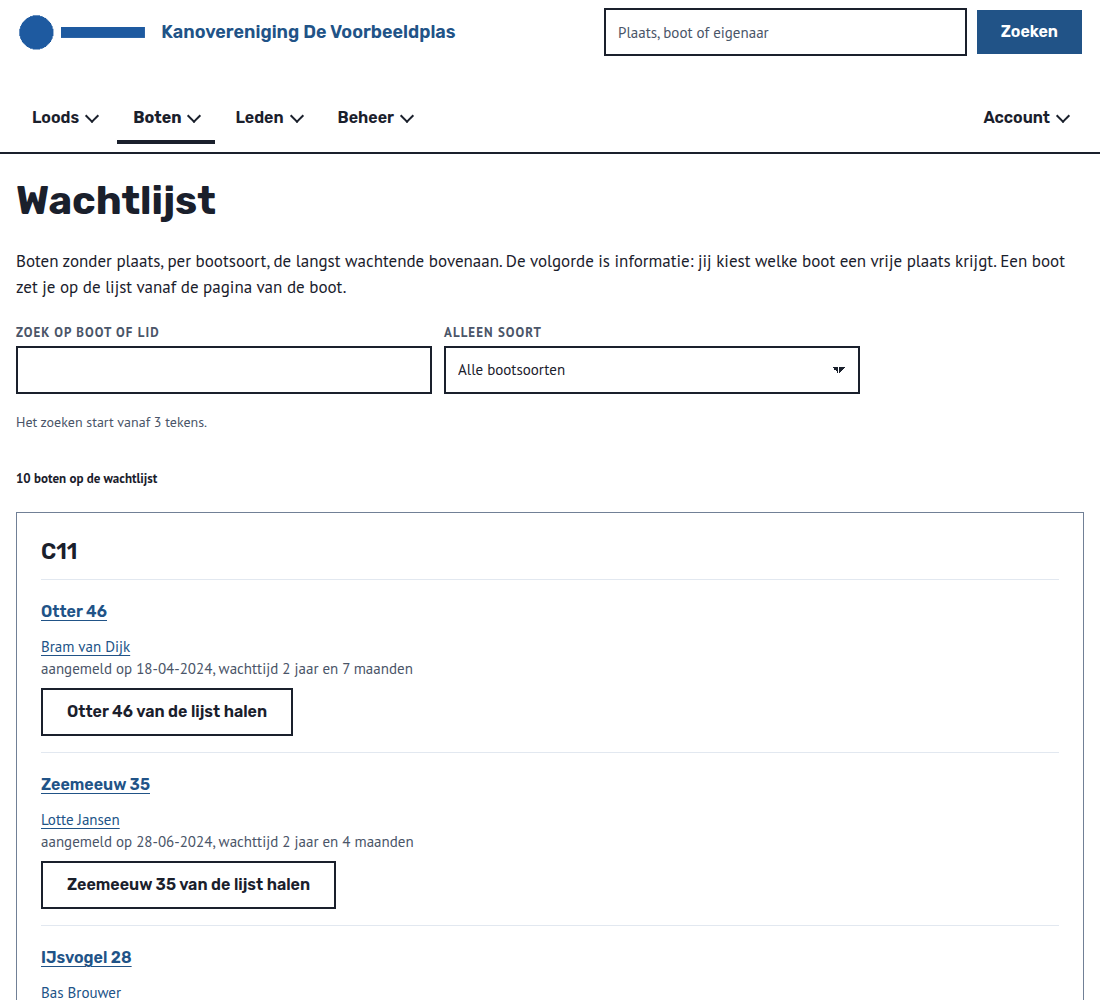 Kanovereniging De Voorbeeldplas
Plaats, boot of eigenaar
Zoeken
Loods
Boten
Leden
Beheer
Account
Wachtlijst
Boten zonder plaats, per bootsoort, de langst wachtende bovenaan. De volgorde is informatie: jij kiest welke boot een vrije plaats krijgt. Een boot
zet je op de lijst vanaf de pagina van de boot.
ZOEK OP BOOT OF LID
ALLEEN SOORT
Alle bootsoorten
Het zoeken start vanaf 3 tekens.
10 boten op de wachtlijst
C11
Otter 46
Bram van Dijk
aangemeld op 18-04-2024, wachttijd 2 jaar en 7 maanden
Otter 46 van de lijst halen
Zeemeeuw 35
Lotte Jansen
aangemeld op 28-06-2024, wachttijd 2 jaar en 4 maanden
Zeemeeuw 35 van de lijst halen
IJsvogel 28
Bas Brouwer